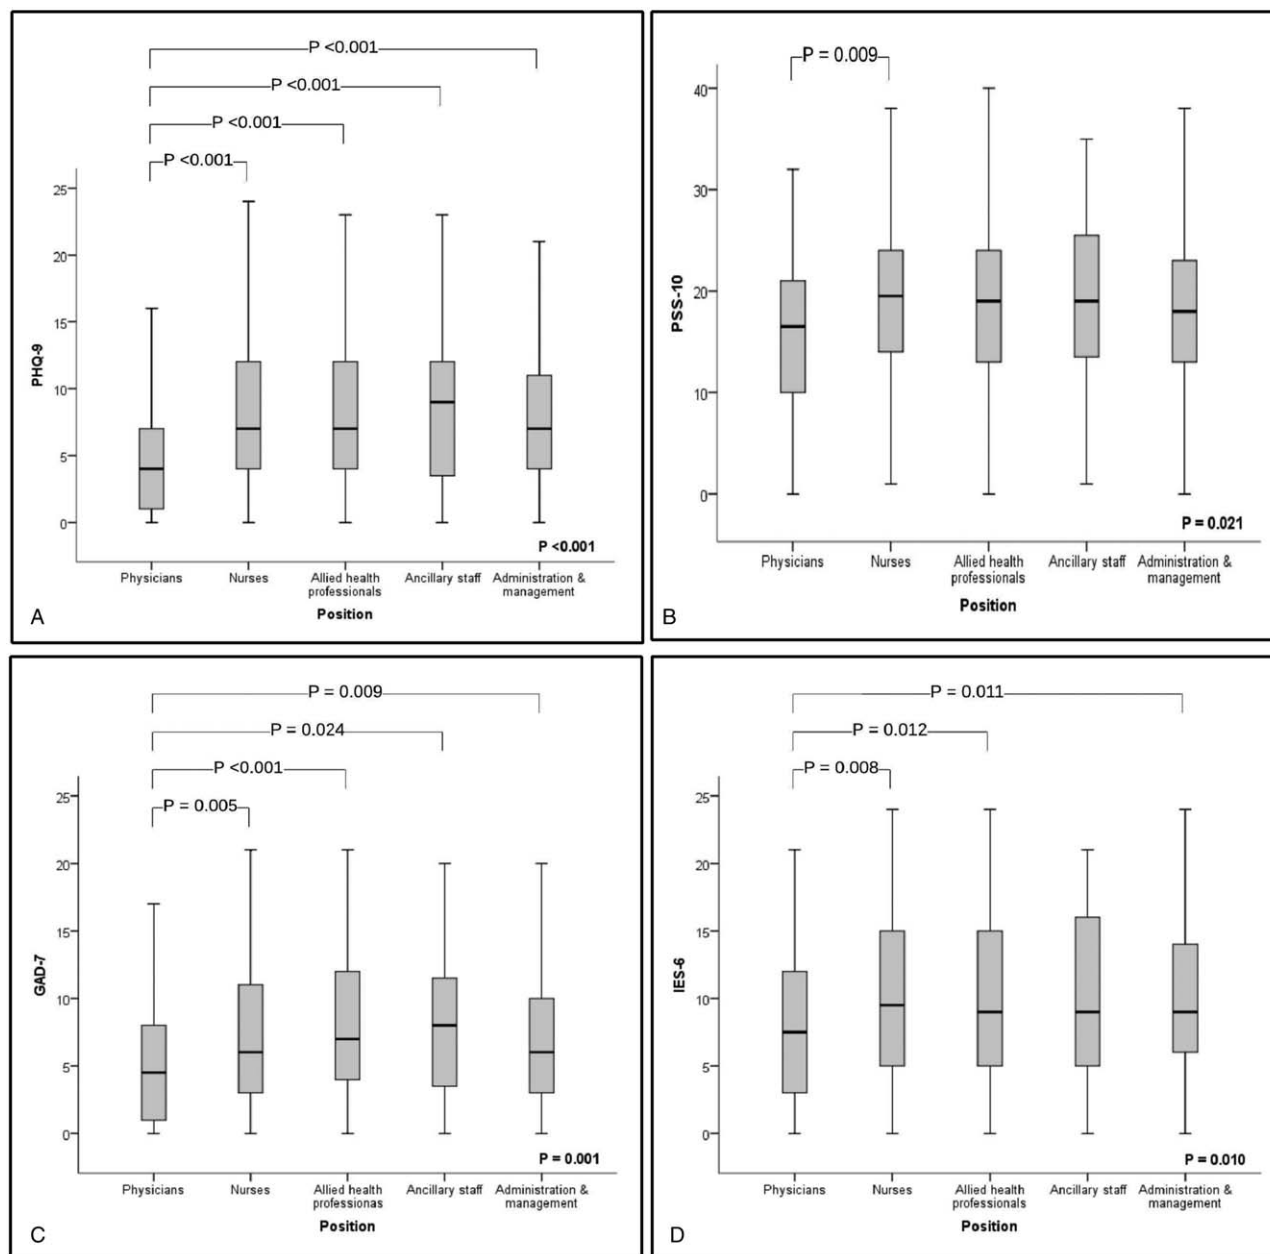 P <0.001
P <0.001
P <0.001
P <0.001
PHQ-9
25
20
15
10
5
0
P <0.001
Physicians
Nurses
Allied health
professionals
Ancillary staff
Administration &
management
Position
A
P = 0.009
PSS-10
40
30
20
10
0
P = 0.021
Physicians
Nurses
Allied health
professionals
Ancillary staff
Administration &
management
Position
B
P = 0.009
P = 0.024
P <0.001
P = 0.005
GAD-7
25
20
15
10
5
0
P = 0.001
Physicians
Nurses
Allied health
professionas
Ancillary staff
Administration &
management
Position
C
P = 0.011
P = 0.012
P = 0.008
IES-6
25
20
15
10
5
0
P = 0.010
Physicians
Nurses
Allied health
professionals
Ancillary staff
Administration &
management
Position
D